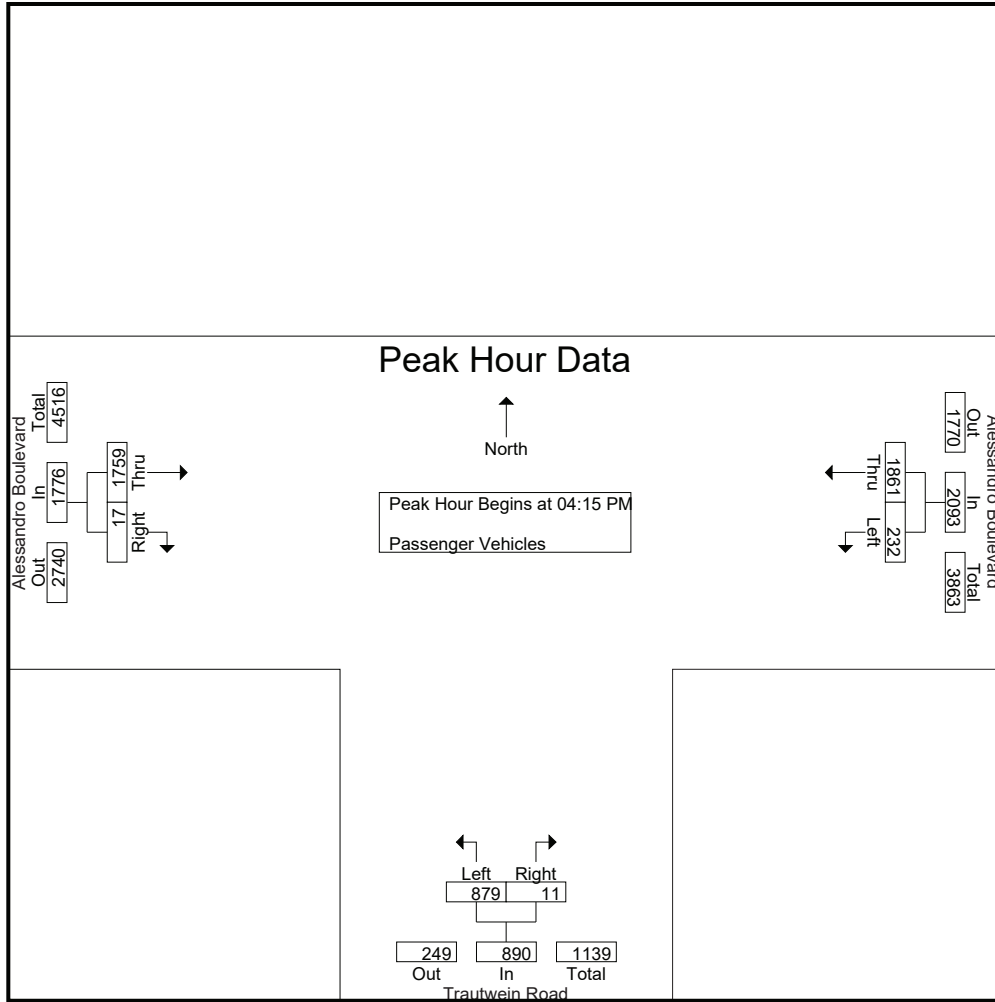 Peak Hour Data
North
Peak Hour Begins at 04:15 PM
Passenger Vehicles
Alessandro Boulevard
Total
4516
In
1776
Out
2740
1759
Thru
17
Right
1861
Thru
232
Left
Out
1770
In
2093
Total
3863
Alessandro Boulevard
Left Right
879 11
249 890 1139
Out In Total
Trautwein Road